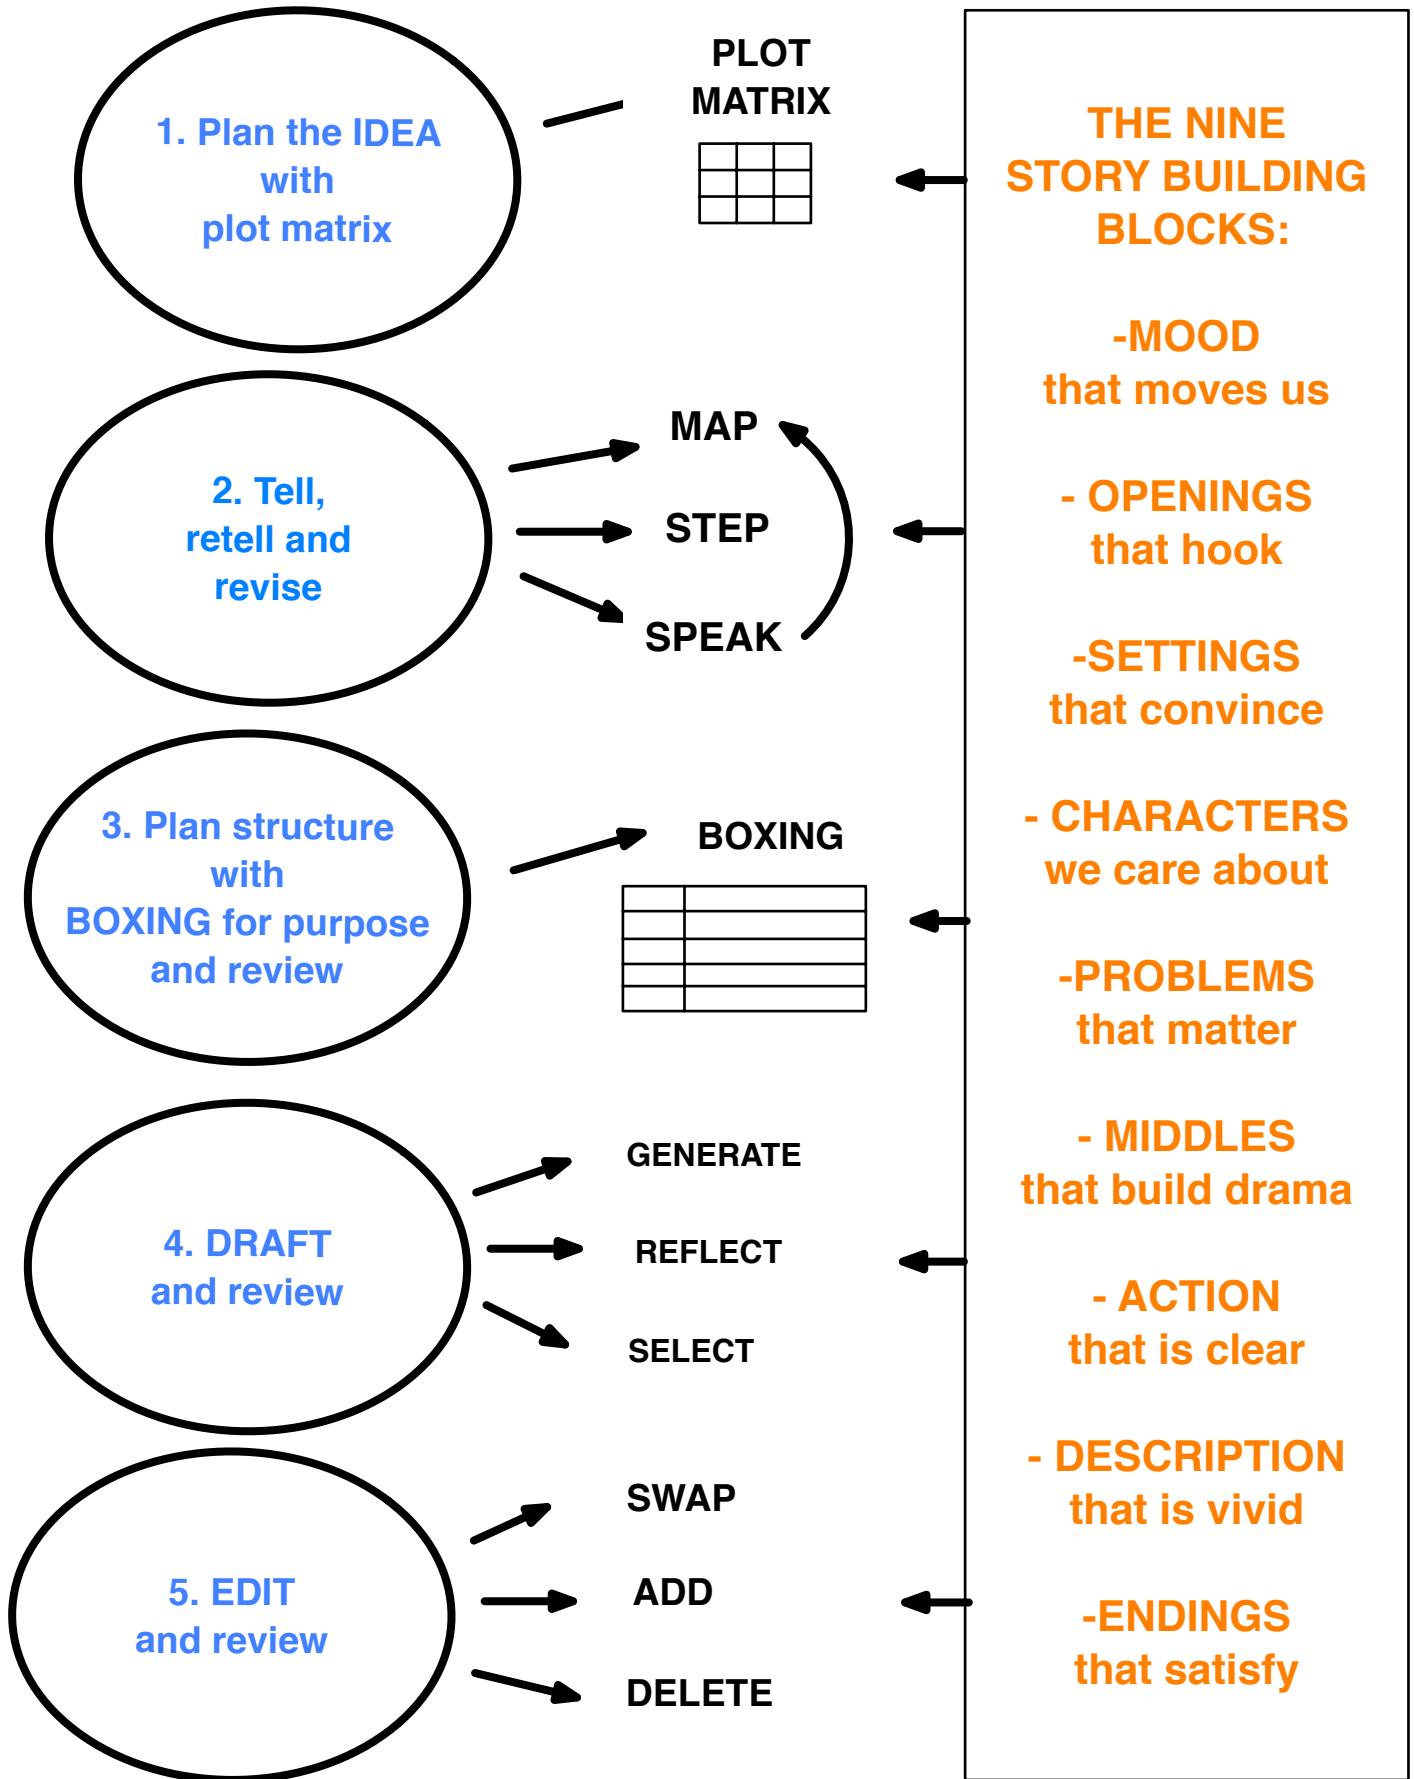 1. Plan the IDEA
with
plot matrix
PLOT
MATRIX
2. Tell,
retell and
revise
MAP
STEP
SPEAK
3. Plan structure
with
BOXING for purpose
and review
BOXING
4. DRAFT
and review
GENERATE
REFLECT
SELECT
5. EDIT
and review
SWAP
ADD
DELETE
THE NINE
STORY BUILDING
BLOCKS:
-MOOD
that moves us
- OPENINGS
that hook
-SETTINGS
that convince
- CHARACTERS
we care about
-PROBLEMS
that matter
- MIDDLES
that build drama
- ACTION
that is clear
- DESCRIPTION
that is vivid
-ENDINGS
that satisfy